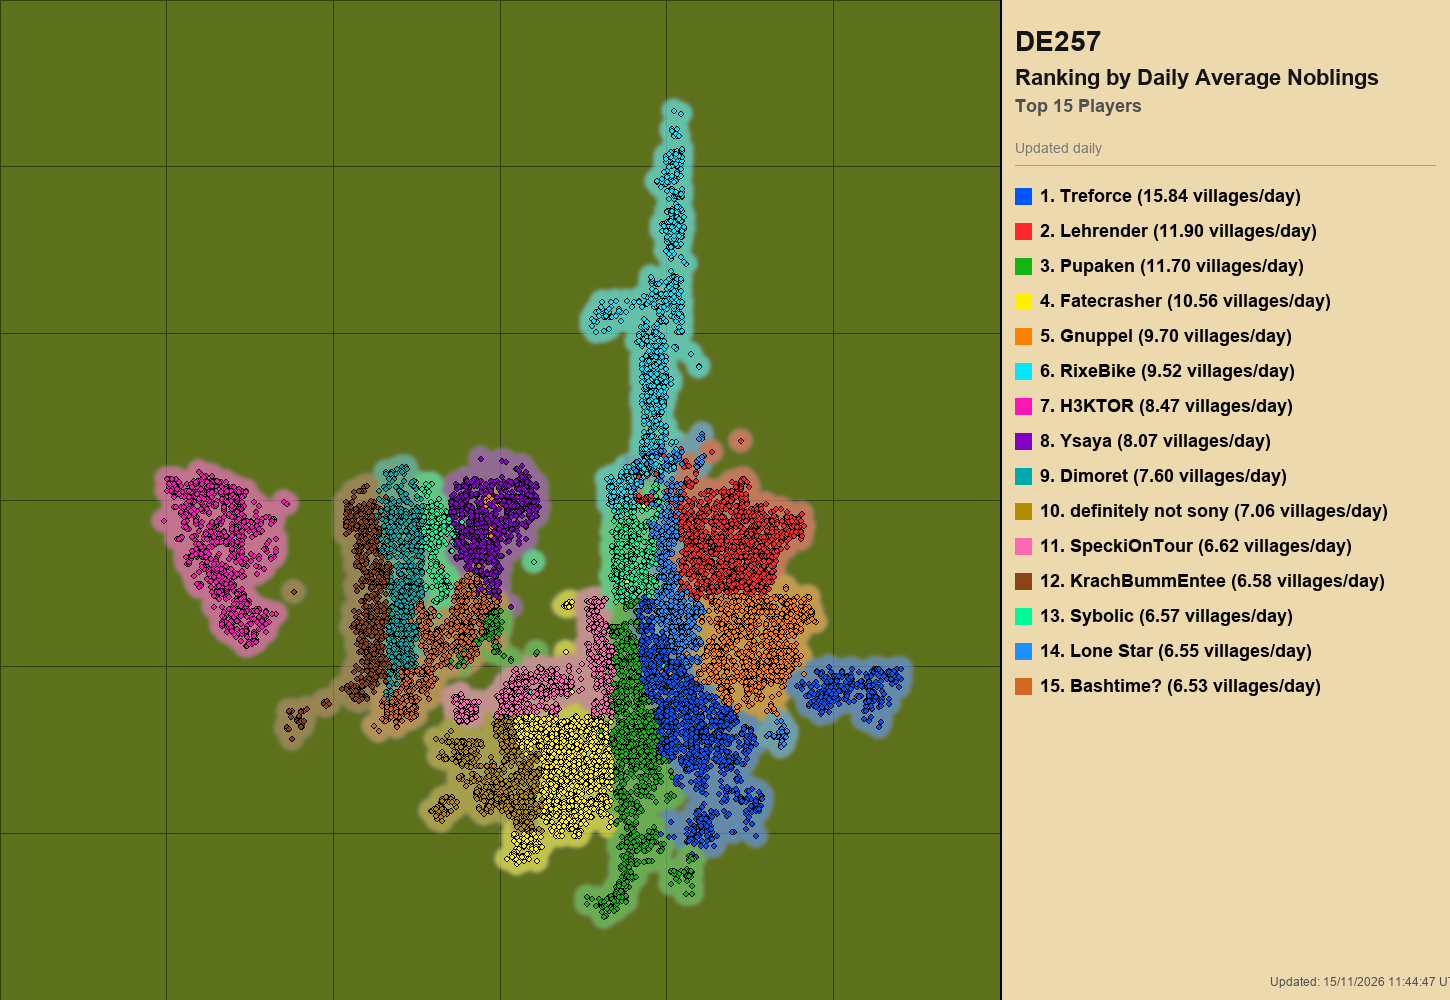 DE257
Ranking by Daily Average Noblings
Top 15 Players
Updated daily
1. Treforce (15.84 villages/day)
2. Lehrender (11.90 villages/day)
3. Pupaken (11.70 villages/day)
4. Fatecrasher (10.56 villages/day)
5. Gnuppel (9.70 villages/day)
6. RixeBike (9.52 villages/day)
7. H3KTOR (8.47 villages/day)
8. Ysaya (8.07 villages/day)
9. Dimoret (7.60 villages/day)
10. definitely not sony (7.06 villages/day)
11. SpeckiOnTour (6.62 villages/day)
12. KrachBummEntee (6.58 villages/day)
13. Sybolic (6.57 villages/day)
14. Lone Star (6.55 villages/day)
15. Bashtime? (6.53 villages/day)
Updated: 15/11/2026 11:44:47